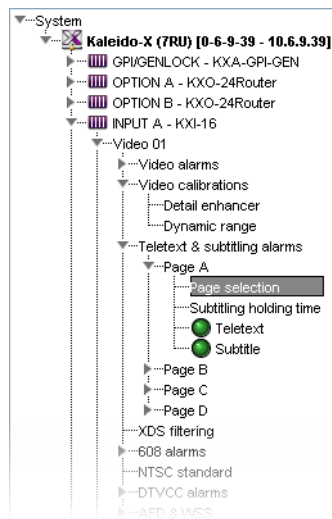 System
Kaleido-X (7RU) [0-6-9-39 - 10.6.9.39]
GPI/GENLOCK - KXA-GPI-GEN
OPTION A - KXO-24Router
OPTION B - KXO-24Router
INPUT A - KXI-16
Video 01
Video alarms
Video calibrations
Detail enhancer
Dynamic range
Teletext & subtitling alarms
Page A
Page selection
Subtitling holding time
Teletext
Subtitle
Page B
Page C
Page D
XDS filtering
608 alarms
NTSC standard
DTVCC alarms
AFD & WSS